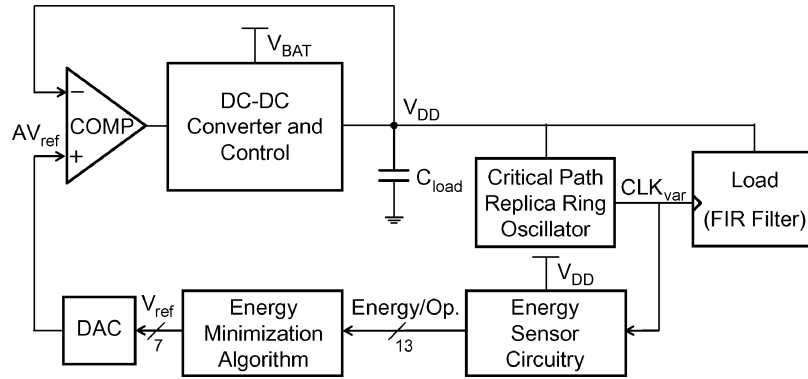 V_BAT
−
COMP
+
AV_ref
DC-DC
Converter and
Control
V_DD
C_load
Critical Path
Replica Ring
Oscillator
CLK_var
Load
(FIR Filter)
V_DD
DAC
V_ref
7
Energy
Minimization
Algorithm
Energy/Op.
13
Energy
Sensor
Circuitry